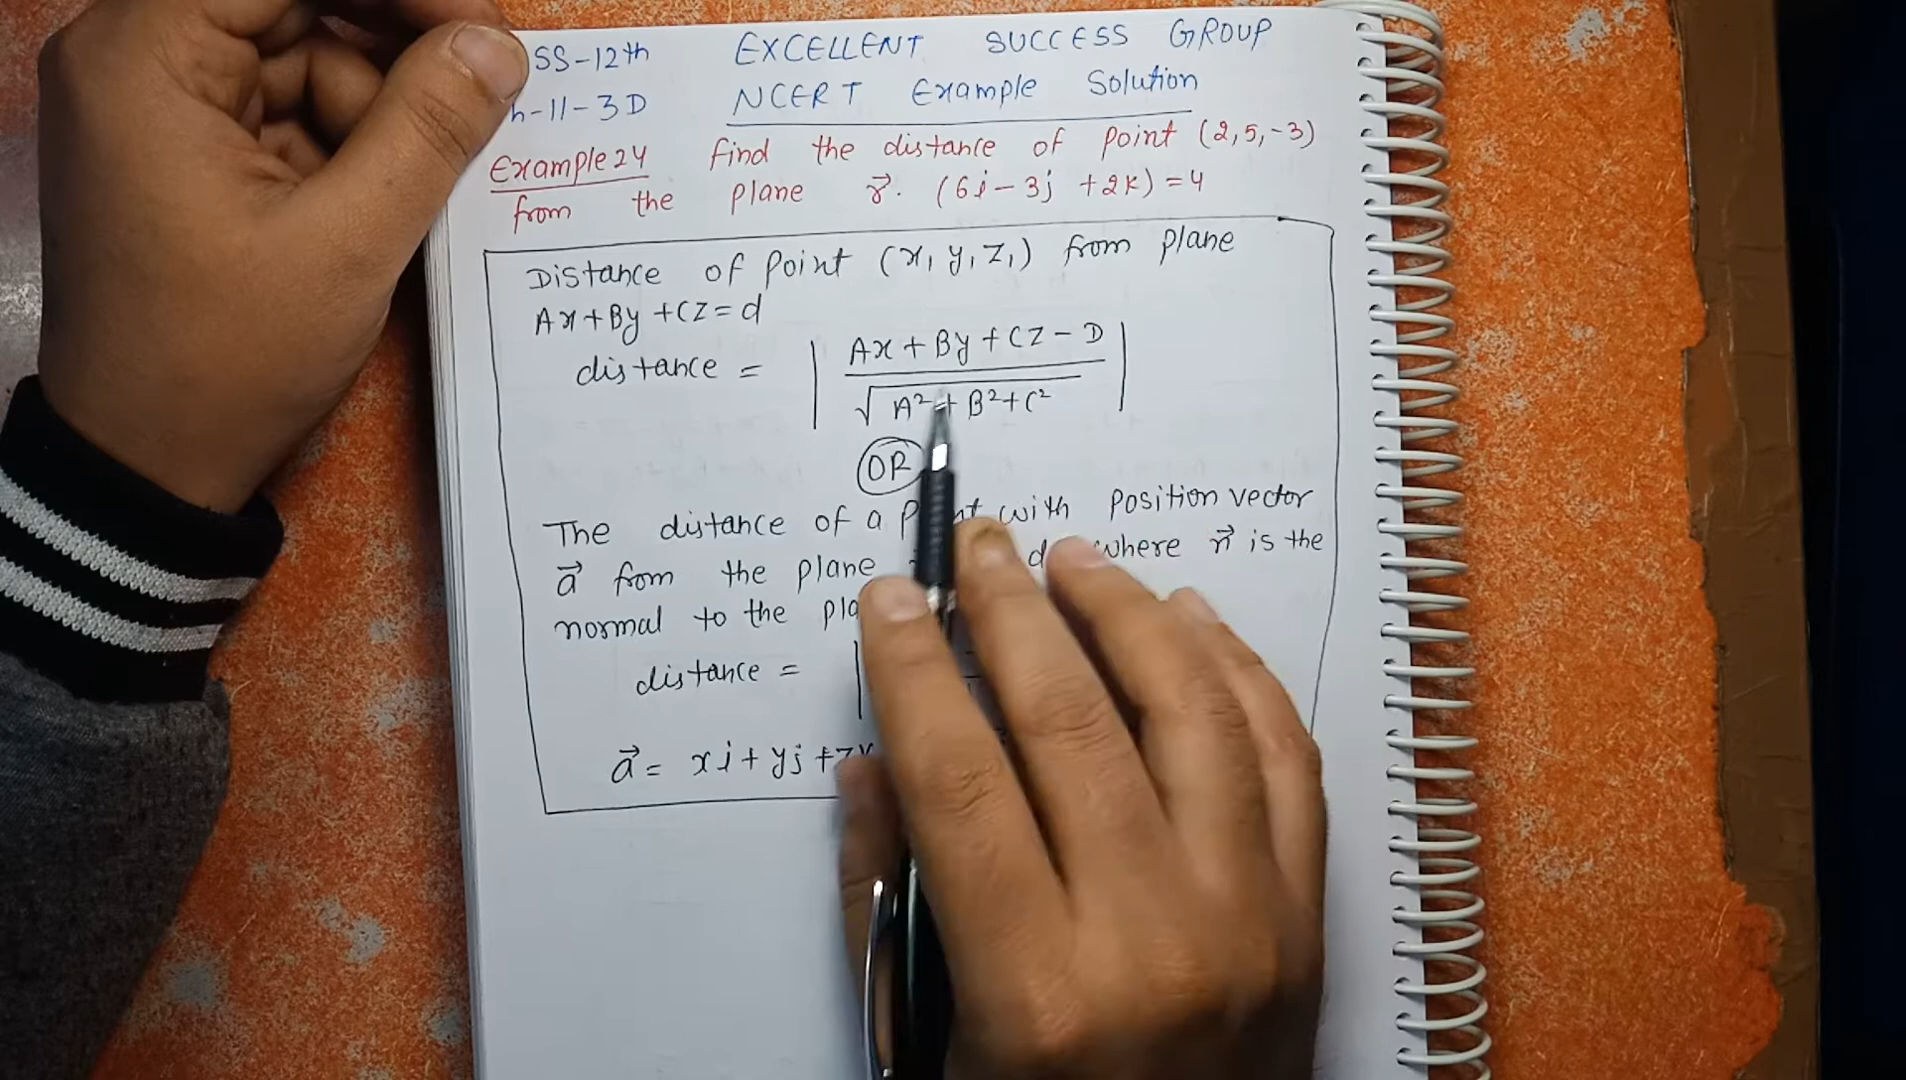 SS-12th EXCELLENT SUCCESS GROUP
h-11-3D NCERT Example Solution
Example 24 find the distance of point (2,5,-3)
from the plane r⃗. (6i - 3j + 2k) = 4
Distance of point (x₁ y₁ z₁) from plane
Ax + By + CZ = d
distance = | Ax + By + CZ - D
√ A² + B² + C² |
OR
The distance of a with position vector
a⃗ from the plane d where n⃗ is the
normal to the
distance = |
a⃗ = xi + yj +